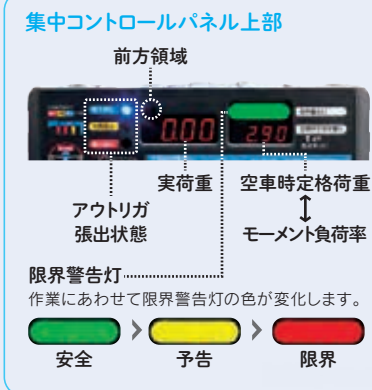 集中コントロールパネル上部
前方領域
0.00
2.90
実荷重
空車時定格荷重
アウトリガ
張出状態
モーメント負荷率
限界警告灯
作業にあわせて限界警告灯の色が変化します。
安全
予告
限界